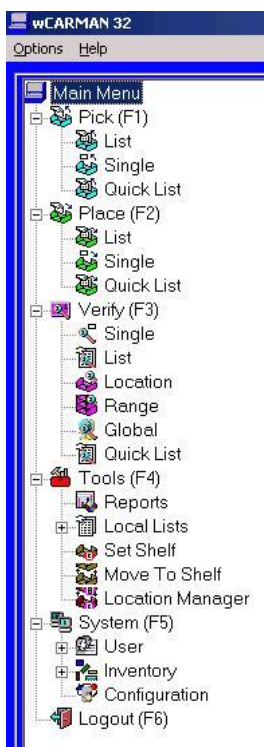 wCARMAN 32
Options Help
Main Menu
Pick (F1)
List
Single
Quick List
Place (F2)
List
Single
Quick List
Verify (F3)
Single
List
Location
Range
Global
Quick List
Tools (F4)
Reports
Local Lists
Set Shelf
Move To Shelf
Location Manager
System (F5)
User
Inventory
Configuration
Logout (F6)